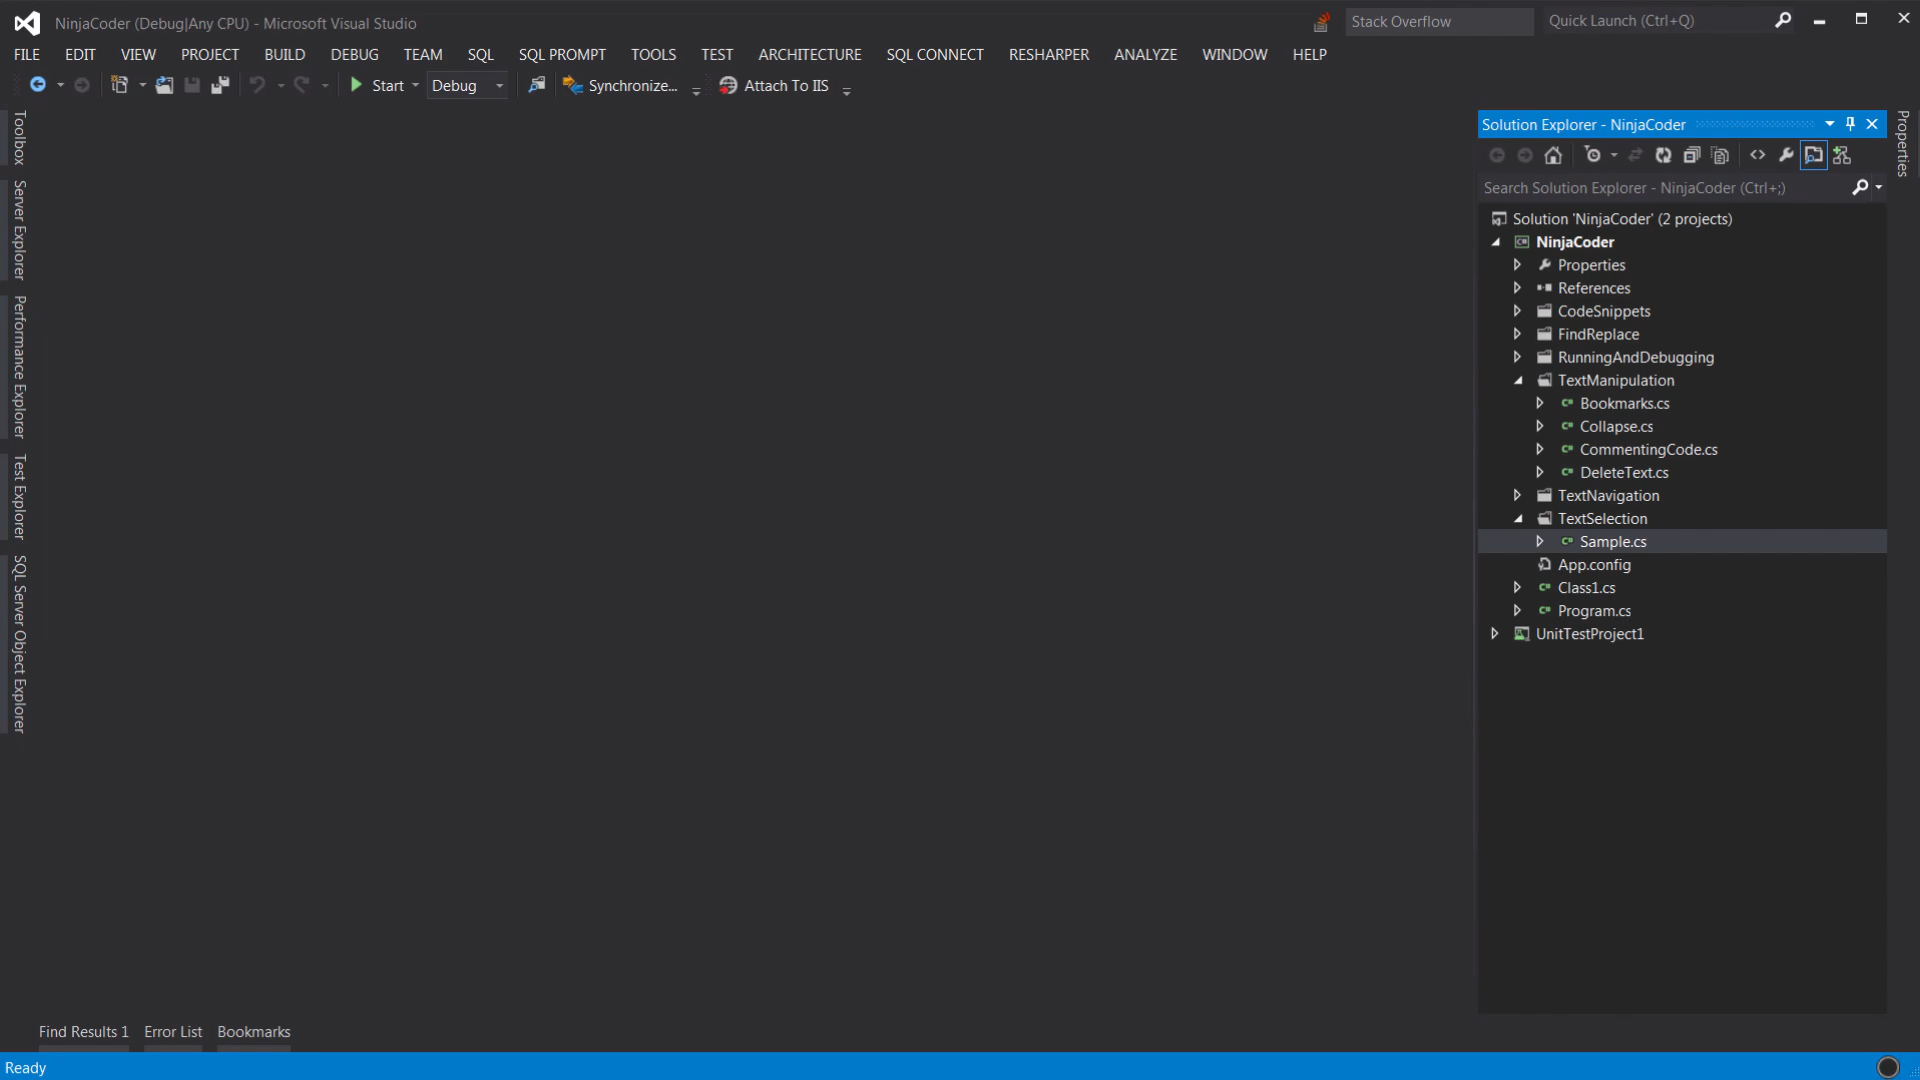 NinjaCoder (Debug|Any CPU) - Microsoft Visual Studio
Stack Overflow
Quick Launch (Ctrl+Q)
FILE EDIT VIEW PROJECT BUILD DEBUG TEAM SQL SQL PROMPT TOOLS TEST ARCHITECTURE SQL CONNECT RESHARPER ANALYZE WINDOW HELP
Start Debug Synchronize... Attach To IIS
Toolbox
Server Explorer
Performance Explorer
Test Explorer
SQL Server Object Explorer
Solution Explorer - NinjaCoder
Search Solution Explorer - NinjaCoder (Ctrl+;)
Solution 'NinjaCoder' (2 projects)
NinjaCoder
Properties
References
CodeSnippets
FindReplace
RunningAndDebugging
TextManipulation
Bookmarks.cs
Collapse.cs
CommentingCode.cs
DeleteText.cs
TextNavigation
TextSelection
Sample.cs
App.config
Class1.cs
Program.cs
UnitTestProject1
Properties
Find Results 1 Error List Bookmarks
Ready